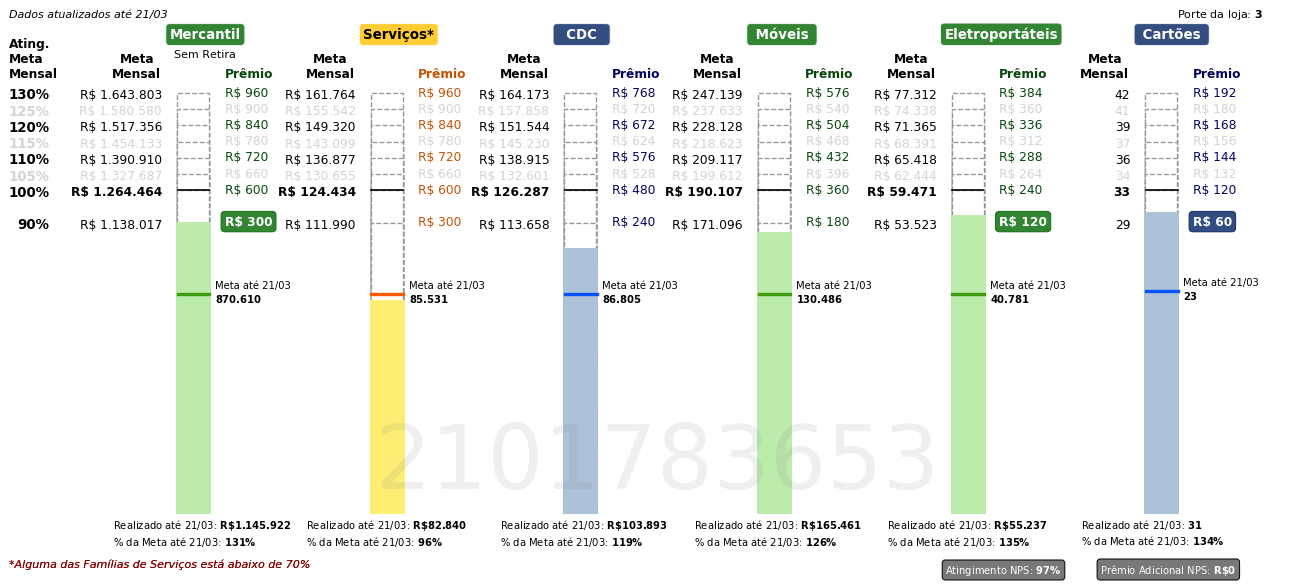 Dados atualizados até 21/03
Porte da loja: 3
Mercantil Serviços* CDC Móveis Eletroportáteis Cartões
Sem Retira
Ating.
Meta
Mensal
Meta Mensal Prêmio Meta Mensal Prêmio Meta Mensal Prêmio Meta Mensal Prêmio Meta Mensal Prêmio Meta Mensal Prêmio
130% R$ 1.643.803 R$ 960 R$ 161.764 R$ 960 R$ 164.173 R$ 768 R$ 247.139 R$ 576 R$ 77.312 R$ 384 42 R$ 192
125% R$ 1.580.580 R$ 900 R$ 155.542 R$ 900 R$ 157.858 R$ 720 R$ 237.633 R$ 540 R$ 74.338 R$ 360 41 R$ 180
120% R$ 1.517.356 R$ 840 R$ 149.320 R$ 840 R$ 151.544 R$ 672 R$ 228.128 R$ 504 R$ 71.365 R$ 336 39 R$ 168
115% R$ 1.454.133 R$ 780 R$ 143.099 R$ 780 R$ 145.230 R$ 624 R$ 218.623 R$ 468 R$ 68.391 R$ 312 37 R$ 156
110% R$ 1.390.910 R$ 720 R$ 136.877 R$ 720 R$ 138.915 R$ 576 R$ 209.117 R$ 432 R$ 65.418 R$ 288 36 R$ 144
105% R$ 1.327.687 R$ 660 R$ 130.655 R$ 660 R$ 132.601 R$ 528 R$ 199.612 R$ 396 R$ 62.444 R$ 264 34 R$ 132
100% R$ 1.264.464 R$ 600 R$ 124.434 R$ 600 R$ 126.287 R$ 480 R$ 190.107 R$ 360 R$ 59.471 R$ 240 33 R$ 120
90% R$ 1.138.017 R$ 300 R$ 111.990 R$ 300 R$ 113.658 R$ 240 R$ 171.096 R$ 180 R$ 53.523 R$ 120 29 R$ 60
Meta até 21/03 Meta até 21/03 Meta até 21/03 Meta até 21/03 Meta até 21/03 Meta até 21/03
870.610 85.531 86.805 130.486 40.781 23
2101783653
Realizado até 21/03: R$1.145.922 Realizado até 21/03: R$82.840 Realizado até 21/03: R$103.893 Realizado até 21/03: R$165.461 Realizado até 21/03: R$55.237 Realizado até 21/03: 31
% da Meta até 21/03: 131% % da Meta até 21/03: 96% % da Meta até 21/03: 119% % da Meta até 21/03: 126% % da Meta até 21/03: 135% % da Meta até 21/03: 134%
*Alguma das Famílias de Serviços está abaixo de 70%
Atingimento NPS: 97% Prêmio Adicional NPS: R$0